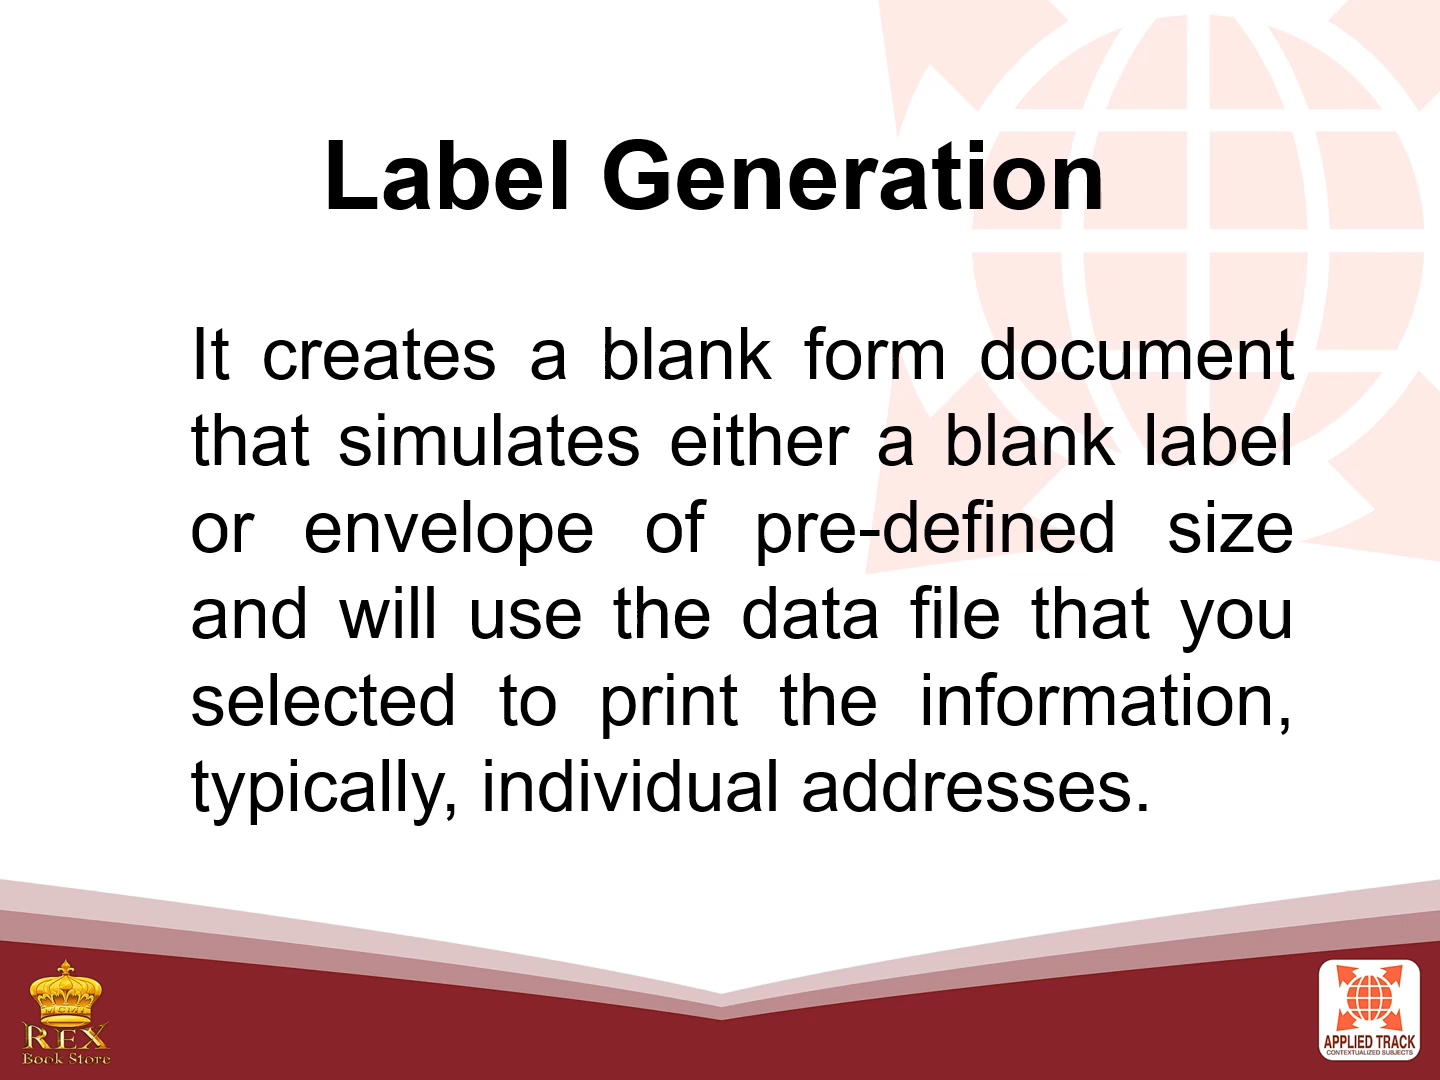 Label Generation
It creates a blank form document
that simulates either a blank label
or envelope of pre-defined size
and will use the data file that you
selected to print the information,
typically, individual addresses.
REX
Book Store
APPLIED TRACK
CONTEXTUALIZED SUBJECTS